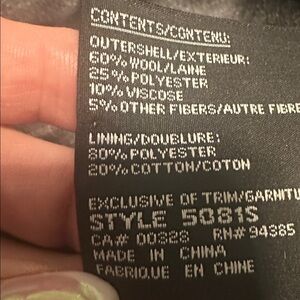 CONTENTS/CONTENU:
OUTERSHELL/EXTERIEUR:
60% WOOL/LAINE
25% POLYESTER
10% VISCOSE
5% OTHER FIBERS/AUTRE FIBRE
LINING/DOUBLURE:
80% POLYESTER
20% COTTON/COTON
EXCLUSIVE OF TRIM/GARNITU
STYLE 5081S
CA# 00328 RN# 94385
MADE IN CHINA
FABRIQUE EN CHINE